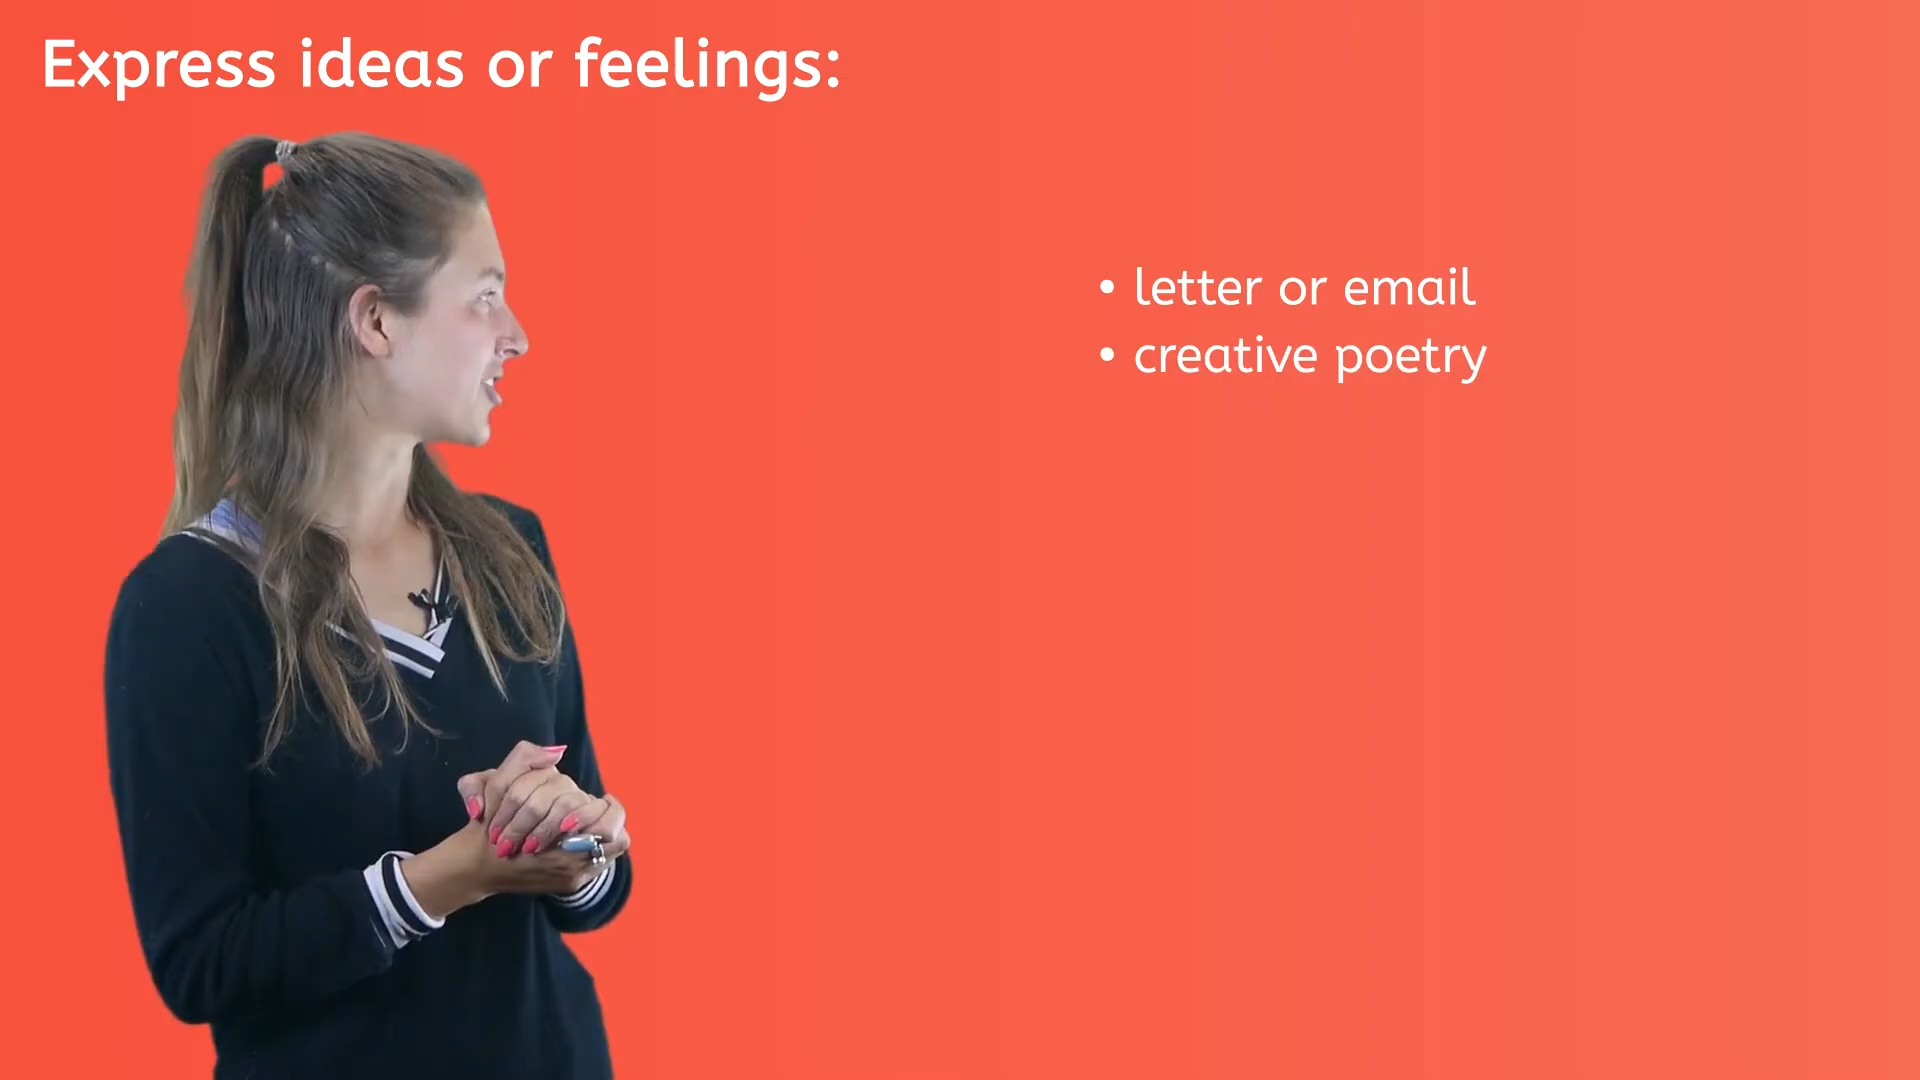 Express ideas or feelings:
• letter or email
• creative poetry